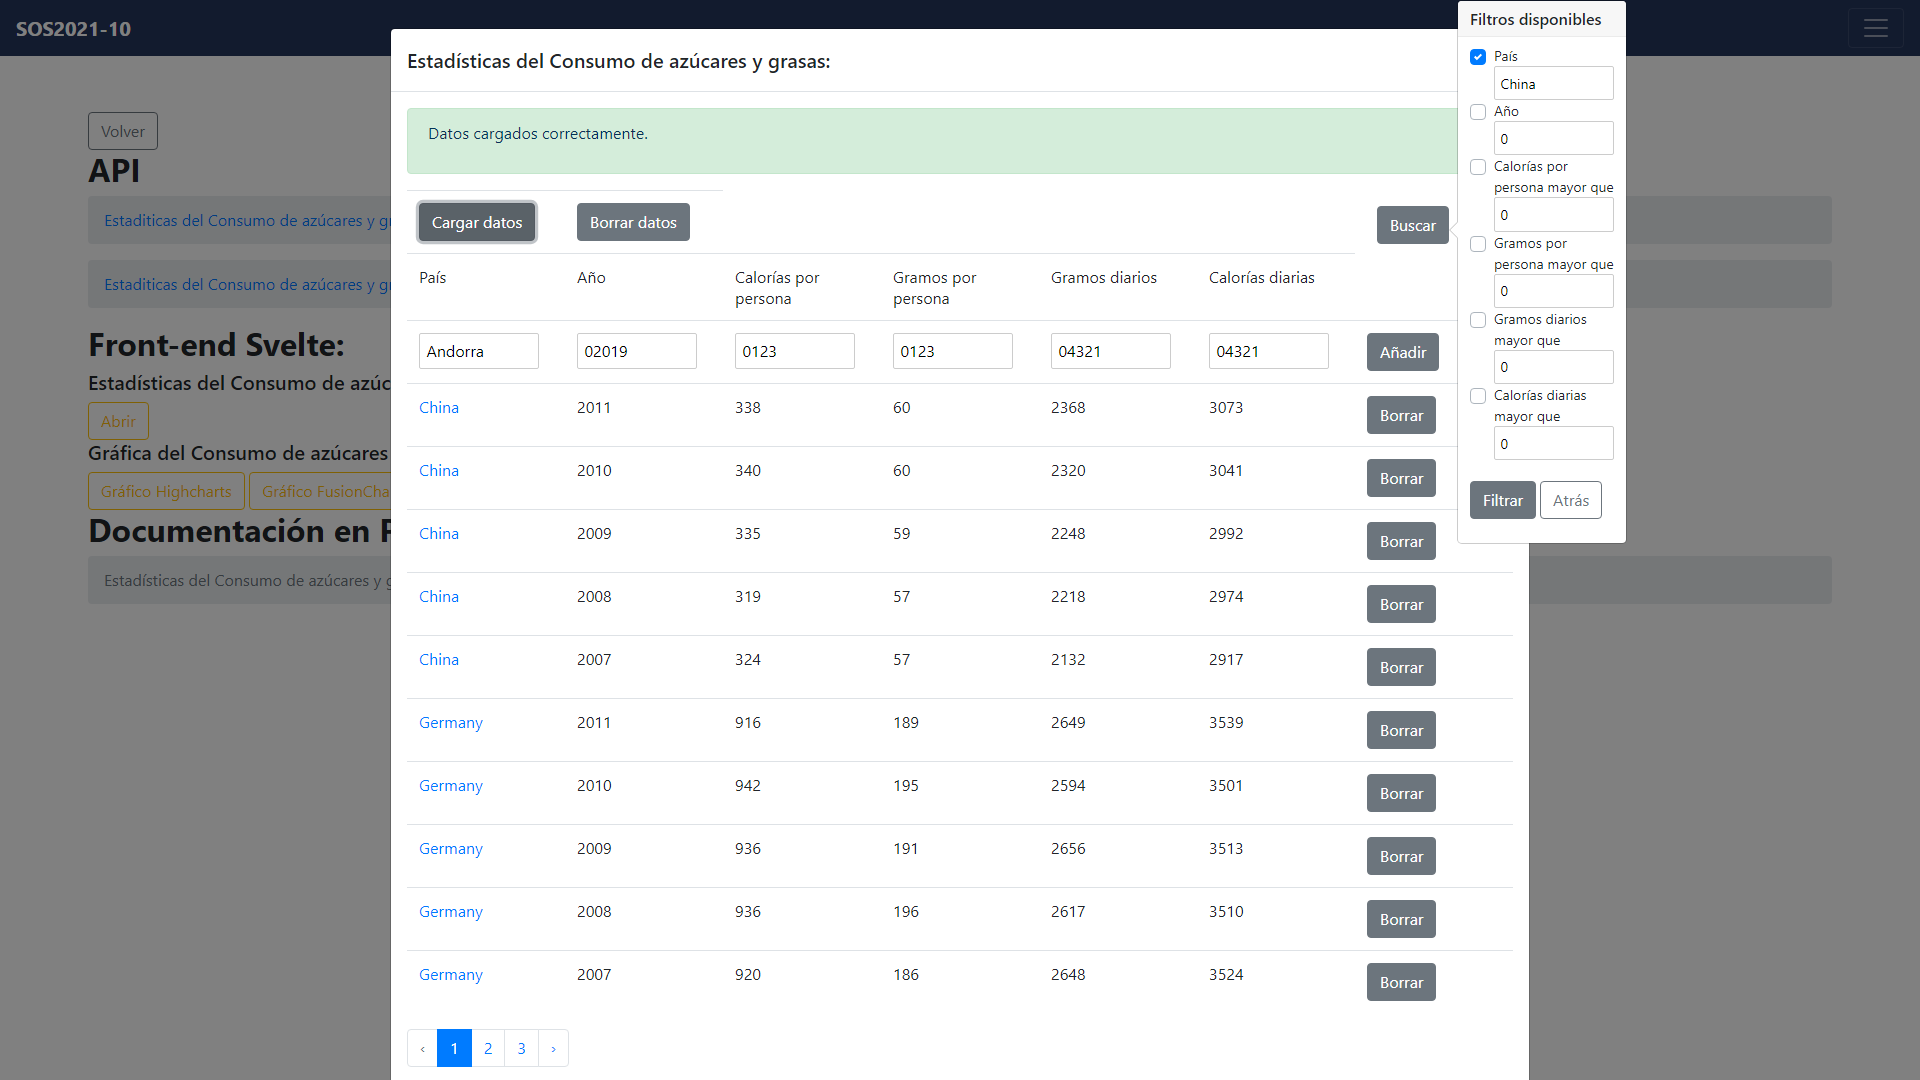 SOS2021-10
Volver
API
Estadíticas del Consumo de azúcares y gr
Estadíticas del Consumo de azúcares y gr
Front-end Svelte:
Estadísticas del Consumo de azúc
Abrir
Gráfica del Consumo de azúcares
Gráfico Highcharts
Gráfico FusionCha
Documentación en P
Estadísticas del Consumo de azúcares y g
Estadísticas del Consumo de azúcares y grasas:
Datos cargados correctamente.
Cargar datos
Borrar datos
Buscar
País Año Calorías por persona Gramos por persona Gramos diarios Calorías diarias
Andorra 02019 0123 0123 04321 04321 Añadir
China 2011 338 60 2368 3073 Borrar
China 2010 340 60 2320 3041 Borrar
China 2009 335 59 2248 2992 Borrar
China 2008 319 57 2218 2974 Borrar
China 2007 324 57 2132 2917 Borrar
Germany 2011 916 189 2649 3539 Borrar
Germany 2010 942 195 2594 3501 Borrar
Germany 2009 936 191 2656 3513 Borrar
Germany 2008 936 196 2617 3510 Borrar
Germany 2007 920 186 2648 3524 Borrar
‹ 1 2 3 ›
Filtros disponibles
País
China
Año
0
Calorías por
persona mayor que
0
Gramos por
persona mayor que
0
Gramos diarios
mayor que
0
Calorías diarias
mayor que
0
Filtrar Atrás